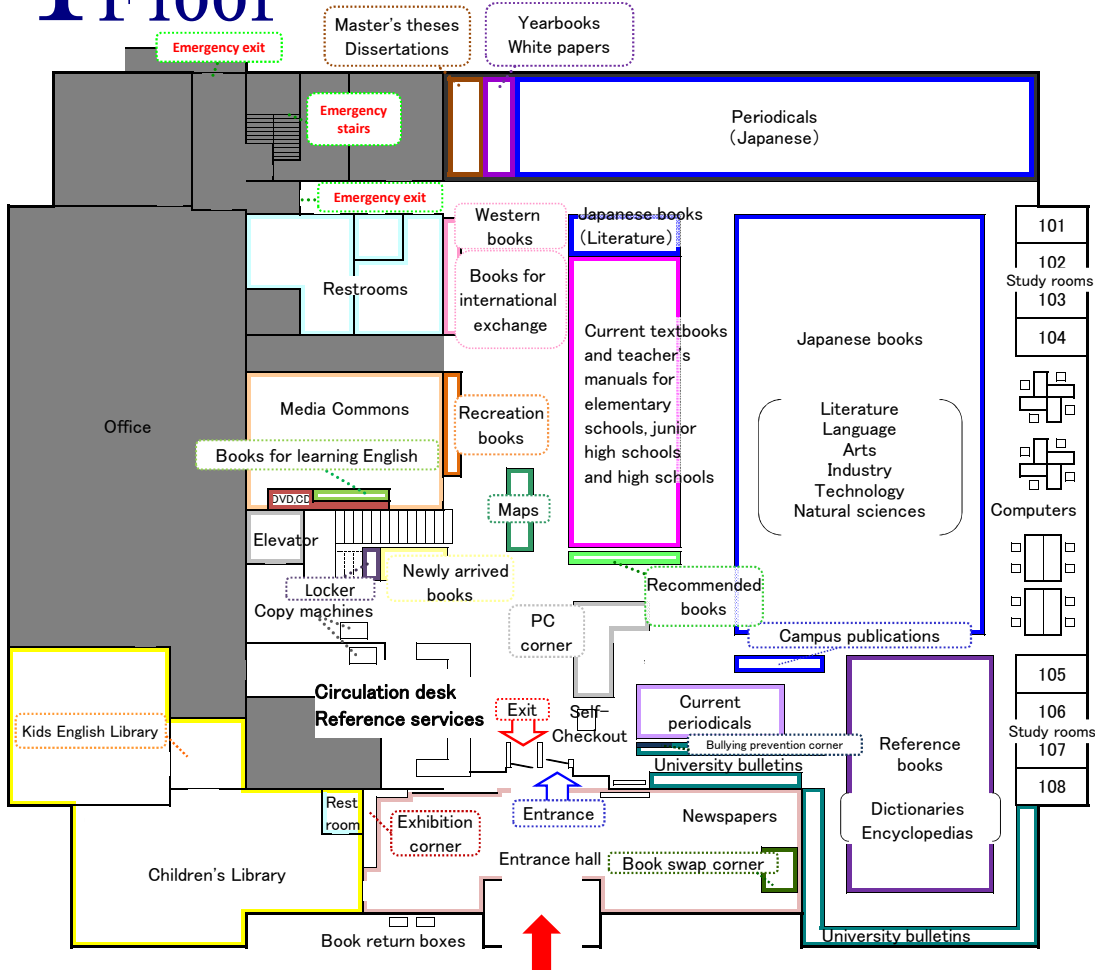 1 Floor
Master's theses
Dissertations
Yearbooks
White papers
Emergency exit
Emergency
stairs
Periodicals
(Japanese)
Emergency exit
Western
books
Japanese books
(Literature)
101
102
Study rooms
103
104
Restrooms
Books for
international
exchange
Current textbooks
and teacher's
manuals for
elementary
schools, junior
high schools
and high schools
Japanese books
Literature
Language
Arts
Industry
Technology
Natural sciences
Office
Media Commons
Recreation
books
Books for learning English
DVD,CD
Maps
Computers
Elevator
Newly arrived
books
Locker
Copy machines
Recommended
books
PC
corner
Campus publications
Circulation desk
Reference services
Exit
Self-
Checkout
Current
periodicals
105
106
Study rooms
107
108
Kids English Library
Bullying prevention corner
University bulletins
Reference
books
Dictionaries
Encyclopedias
Rest
room
Exhibition
corner
Entrance
Newspapers
Entrance hall
Book swap corner
Children's Library
Book return boxes
University bulletins